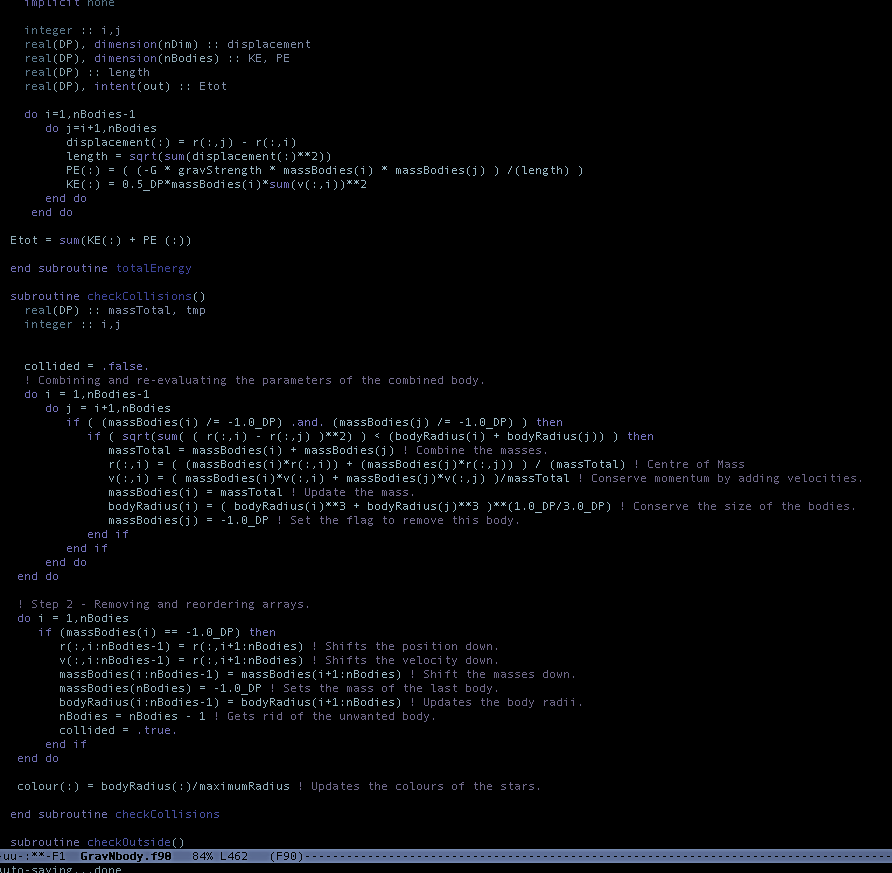 implicit none
integer :: i,j
real(DP), dimension(nDim) :: displacement
real(DP), dimension(nBodies) :: KE, PE
real(DP) :: length
real(DP), intent(out) :: Etot
do i=1,nBodies-1
do j=i+1,nBodies
displacement(:) = r(:,j) - r(:,i)
length = sqrt(sum(displacement(:)**2))
PE(:) = ( (-G * gravStrength * massBodies(i) * massBodies(j) ) /(length) )
KE(:) = 0.5_DP*massBodies(i)*sum(v(:,i))**2
end do
end do
Etot = sum(KE(:) + PE (:))
end subroutine totalEnergy
subroutine checkCollisions()
real(DP) :: massTotal, tmp
integer :: i,j
collided = .false.
! Combining and re-evaluating the parameters of the combined body.
do i = 1,nBodies-1
do j = i+1,nBodies
if ( (massBodies(i) /= -1.0_DP) .and. (massBodies(j) /= -1.0_DP) ) then
if ( sqrt(sum( ( r(:,i) - r(:,j) )**2) ) < (bodyRadius(i) + bodyRadius(j)) ) then
massTotal = massBodies(i) + massBodies(j) ! Combine the masses.
r(:,i) = ( (massBodies(i)*r(:,i)) + (massBodies(j)*r(:,j)) ) / (massTotal) ! Centre of Mass
v(:,i) = ( massBodies(i)*v(:,i) + massBodies(j)*v(:,j) )/massTotal ! Conserve momentum by adding velocities.
massBodies(i) = massTotal ! Update the mass.
bodyRadius(i) = ( bodyRadius(i)**3 + bodyRadius(j)**3 )**(1.0_DP/3.0_DP) ! Conserve the size of the bodies.
massBodies(j) = -1.0_DP ! Set the flag to remove this body.
end if
end if
end do
end do
! Step 2 - Removing and reordering arrays.
do i = 1,nBodies
if (massBodies(i) == -1.0_DP) then
r(:,i:nBodies-1) = r(:,i+1:nBodies) ! Shifts the position down.
v(:,i:nBodies-1) = r(:,i+1:nBodies) ! Shifts the velocity down.
massBodies(i:nBodies-1) = massBodies(i+1:nBodies) ! Shift the masses down.
massBodies(nBodies) = -1.0_DP ! Sets the mass of the last body.
bodyRadius(i:nBodies-1) = bodyRadius(i+1:nBodies) ! Updates the body radii.
nBodies = nBodies - 1 ! Gets rid of the unwanted body.
collided = .true.
end if
end do
colour(:) = bodyRadius(:)/maximumRadius ! Updates the colours of the stars.
end subroutine checkCollisions
subroutine checkOutside()
-uu-:**-F1 GravNbody.f90 84% L462 (F90)----------------------------------------------------------------------------------
uto-saving...done